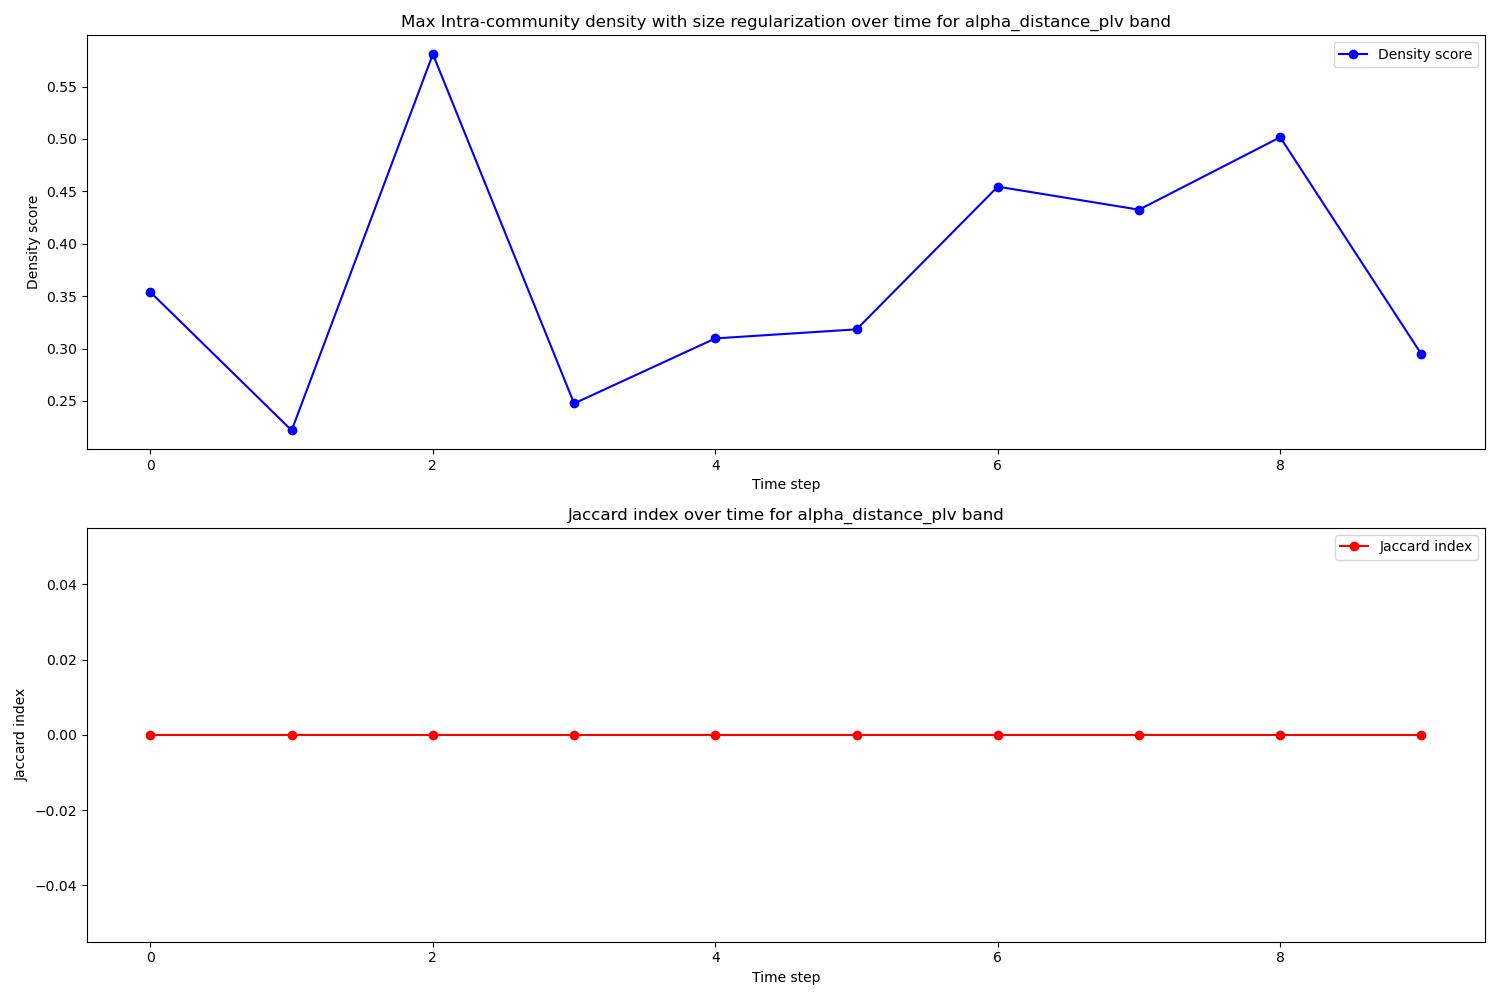 Max Intra-community density with size regularization over time for alpha_distance_plv band
Density score
0.55
0.50
0.45
0.40
0.35
0.30
0.25
Density score
0 2 4 6 8
Time step
Jaccard index over time for alpha_distance_plv band
Jaccard index
0.04
0.02
0.00
−0.02
−0.04
Jaccard index
0 2 4 6 8
Time step